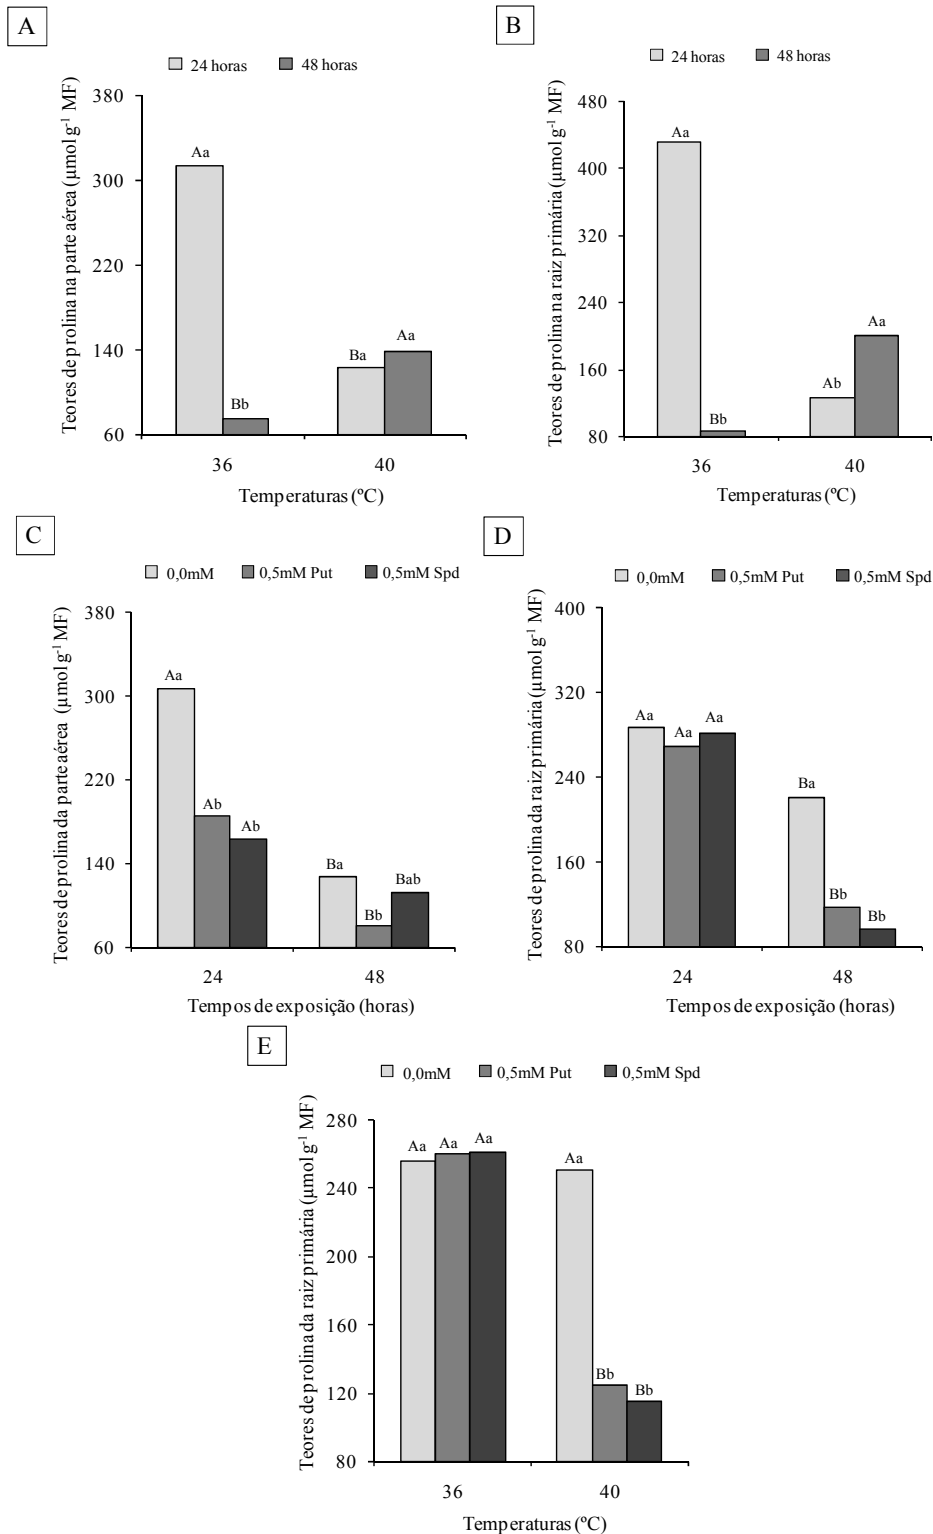 A
24 horas 48 horas
Teores de prolina na parte aérea (µmol g-1 MF)
380
300
220
140
60
Aa
Bb
Ba
Aa
36 40
Temperaturas (ºC)
B
24 horas 48 horas
Teores de prolina na raiz primária (µmol g-1 MF)
480
400
320
240
160
80
Aa
Bb
Ab
Aa
36 40
Temperaturas (ºC)
C
0,0mM 0,5mM Put 0,5mM Spd
Teores de prolina da parte aérea (µmol g-1 MF)
380
300
220
140
60
Aa
Ab
Ab
Ba
Bb
Bab
24 48
Tempos de exposição (horas)
D
0,0mM 0,5mM Put 0,5mM Spd
Teores de prolina da raiz primária (µmol g-1 MF)
400
320
240
160
80
Aa
Aa
Aa
Ba
Bb
Bb
24 48
Tempos de exposição (horas)
E
0,0mM 0,5mM Put 0,5mM Spd
Teores de prolina da raiz primária (µmol g-1 MF)
280
240
200
160
120
80
Aa
Aa
Aa
Aa
Bb
Bb
36 40
Temperaturas (ºC)